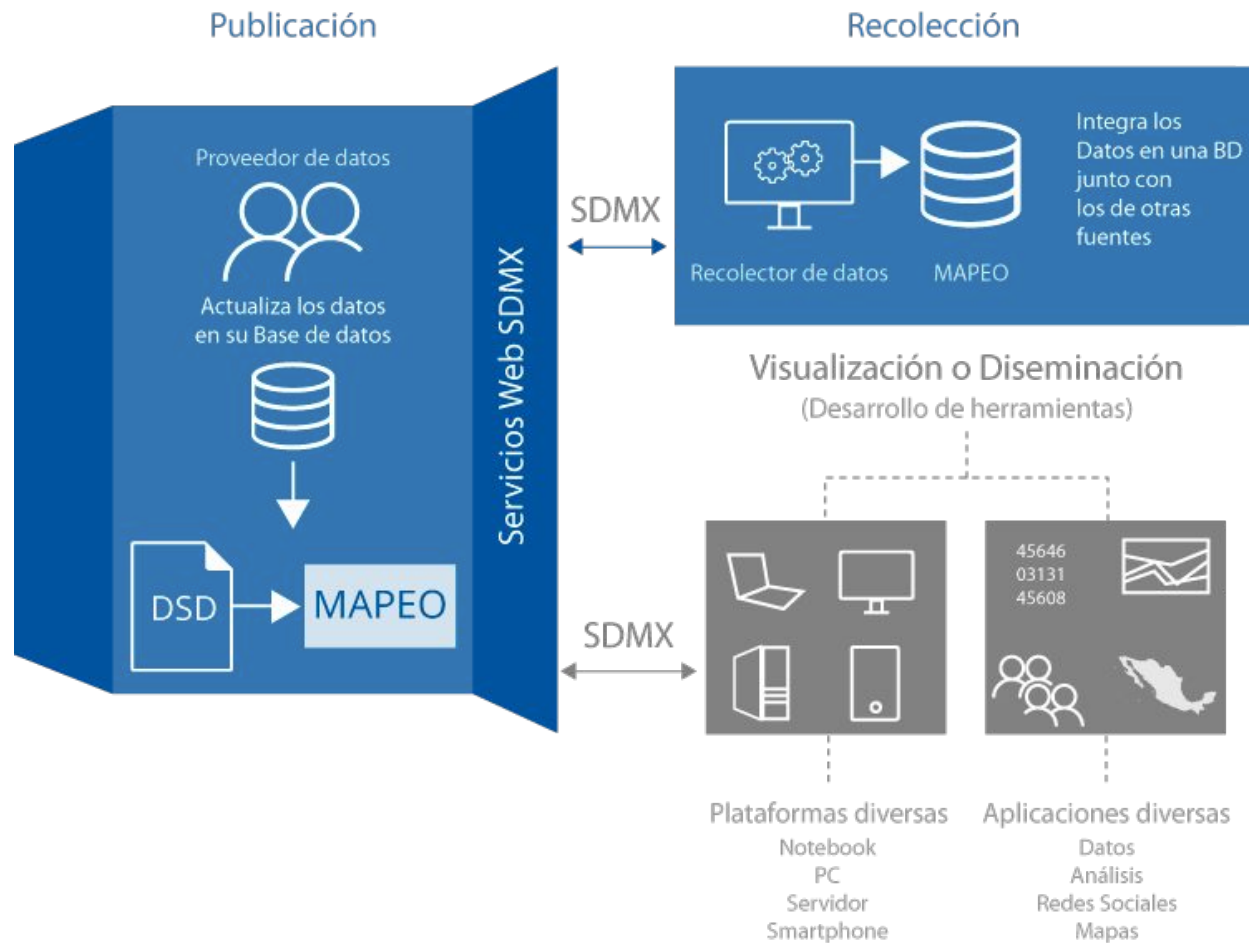 Publicación
Proveedor de datos
Actualiza los datos
en su Base de datos
DSD
MAPEO
Servicios Web SDMX
SDMX
SDMX
Recolección
Recolector de datos
MAPEO
Integra los
Datos en una BD
junto con
los de otras
fuentes
Visualización o Diseminación
(Desarrollo de herramientas)
45646
03131
45608
Plataformas diversas
Notebook
PC
Servidor
Smartphone
Aplicaciones diversas
Datos
Análisis
Redes Sociales
Mapas